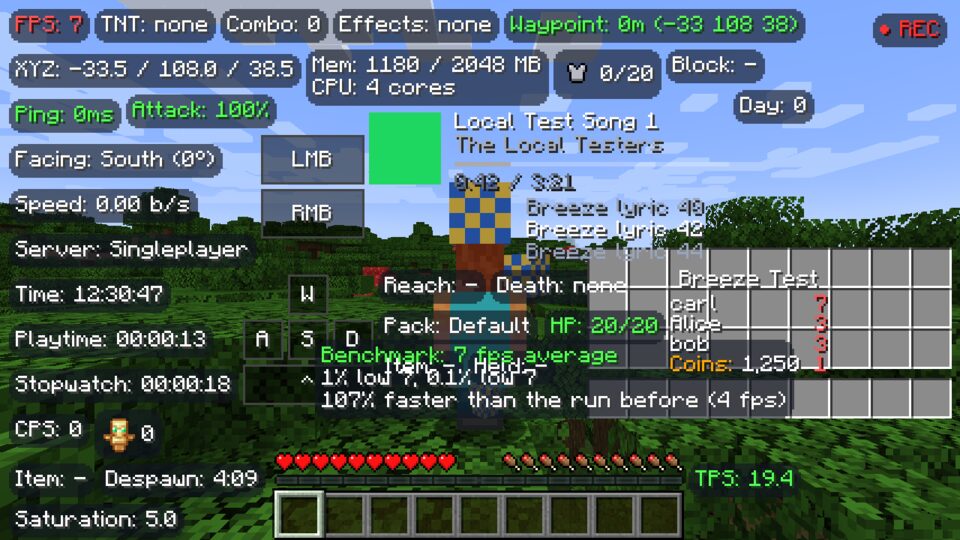 FPS: 7
TNT: none
Combo: 0
Effects: none
Waypoint: 0m (-33 108 38)
REC
XYZ: -33.5 / 108.0 / 38.5
Mem: 1180 / 2048 MB
CPU: 4 cores
0/20
Block: -
Day: 0
Ping: 0ms
Attack: 100%
Local Test Song 1
The Local Testers
0:42 / 3:21
Facing: South (0°)
LMB
Speed: 0.00 b/s
RMB
Breeze lyric 40
Breeze lyric 42
Breeze lyric 44
Server: Singleplayer
Breeze Test
Time: 12:30:47
W
Reach: -
Death: none
carl 7
Alice 3
bob 3
Coins: 1,250 1
Playtime: 00:00:13
A
S
D
Pack: Default
HP: 20/20
Benchmark: 7 fps average
Item: -
Held: -
1% low ?, 0.1% low ?
107% faster than the run before (4 fps)
Stopwatch: 00:00:18
^
CPS: 0
0
Item: -
Despawn: 4:09
TPS: 19.4
Saturation: 5.0